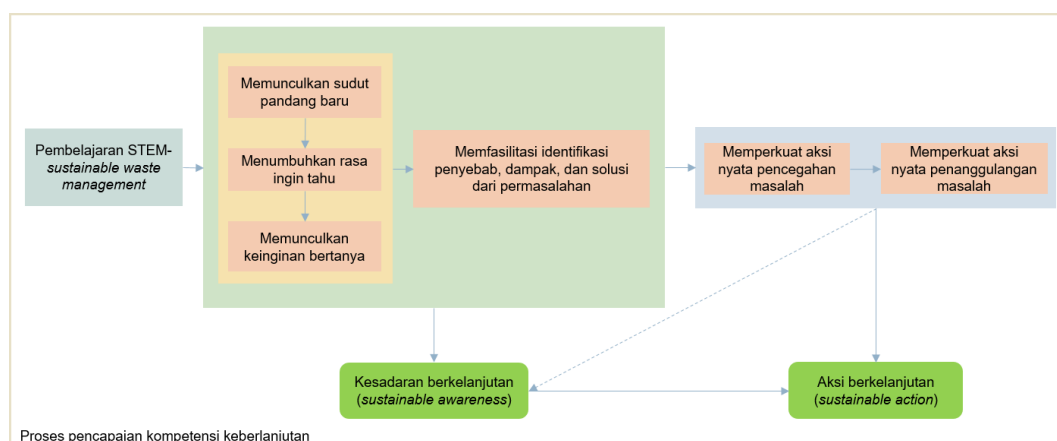 Pembelajaran STEM-
sustainable waste
management
Memunculkan sudut
pandang baru
Menumbuhkan rasa
ingin tahu
Memunculkan
keinginan bertanya
Memfasilitasi identifikasi
penyebab, dampak, dan solusi
dari permasalahan
Memperkuat aksi
nyata pencegahan
masalah
Memperkuat aksi
nyata penanggulangan
masalah
Kesadaran berkelanjutan
(sustainable awareness)
Aksi berkelanjutan
(sustainable action)
Proses pencapaian kompetensi keberlanjutan